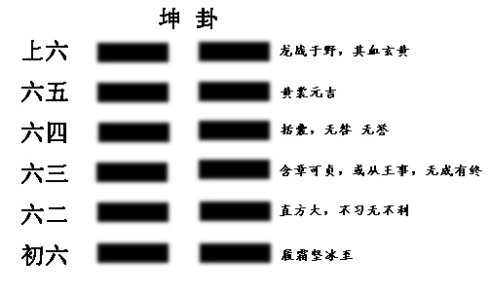 坤 卦
上六 龙战于野，其血玄黄
六五 黄裳元吉
六四 括囊，无咎 无誉
六三 含章可贞，或从王事，无成有终
六二 直方大，不习无不利
初六 履霜坚冰至